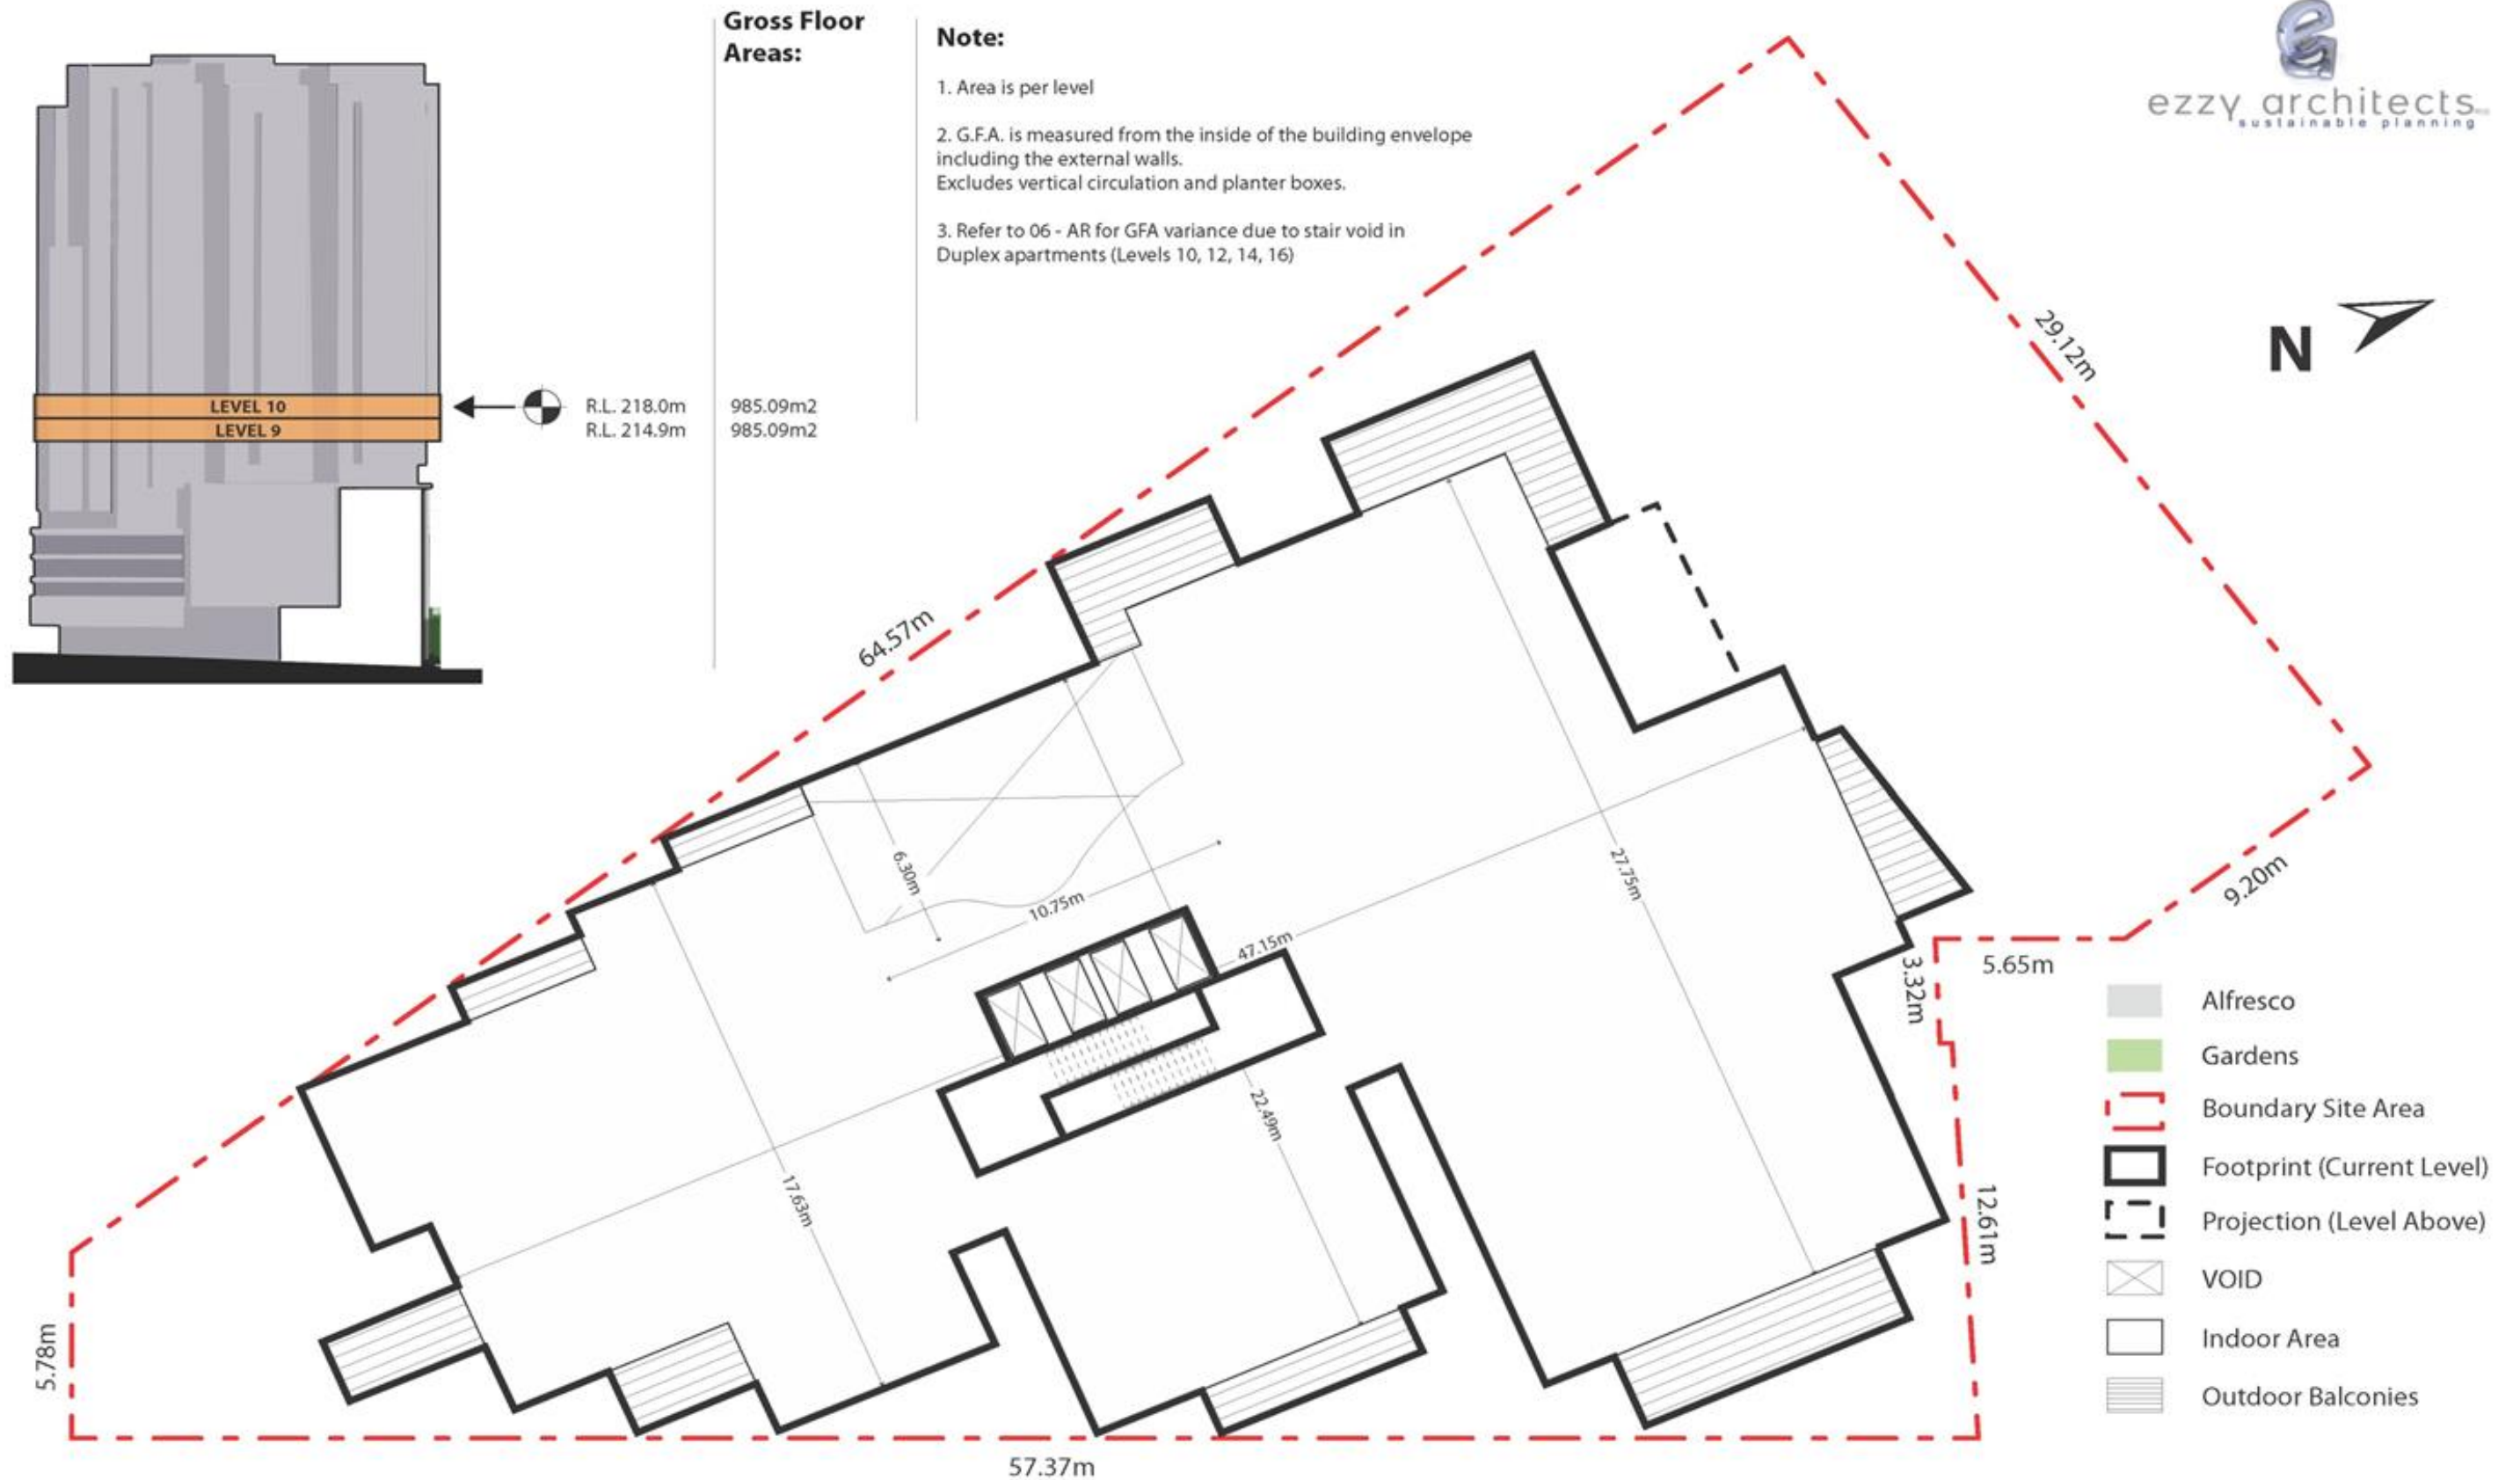 Gross Floor
Areas:
Note:
1. Area is per level
2. G.F.A. is measured from the inside of the building envelope
including the external walls.
Excludes vertical circulation and planter boxes.
3. Refer to 06 - AR for GFA variance due to stair void in
Duplex apartments (Levels 10, 12, 14, 16)
ezzy architects
sustainable planning
N
LEVEL 10
LEVEL 9
R.L. 218.0m 985.09m2
R.L. 214.9m 985.09m2
29.12m
64.57m
6.30m
10.75m
27.75m
47.15m
9.20m
5.65m
3.32m
22.49m
17.63m
12.61m
5.78m
57.37m
Alfresco
Gardens
Boundary Site Area
Footprint (Current Level)
Projection (Level Above)
VOID
Indoor Area
Outdoor Balconies